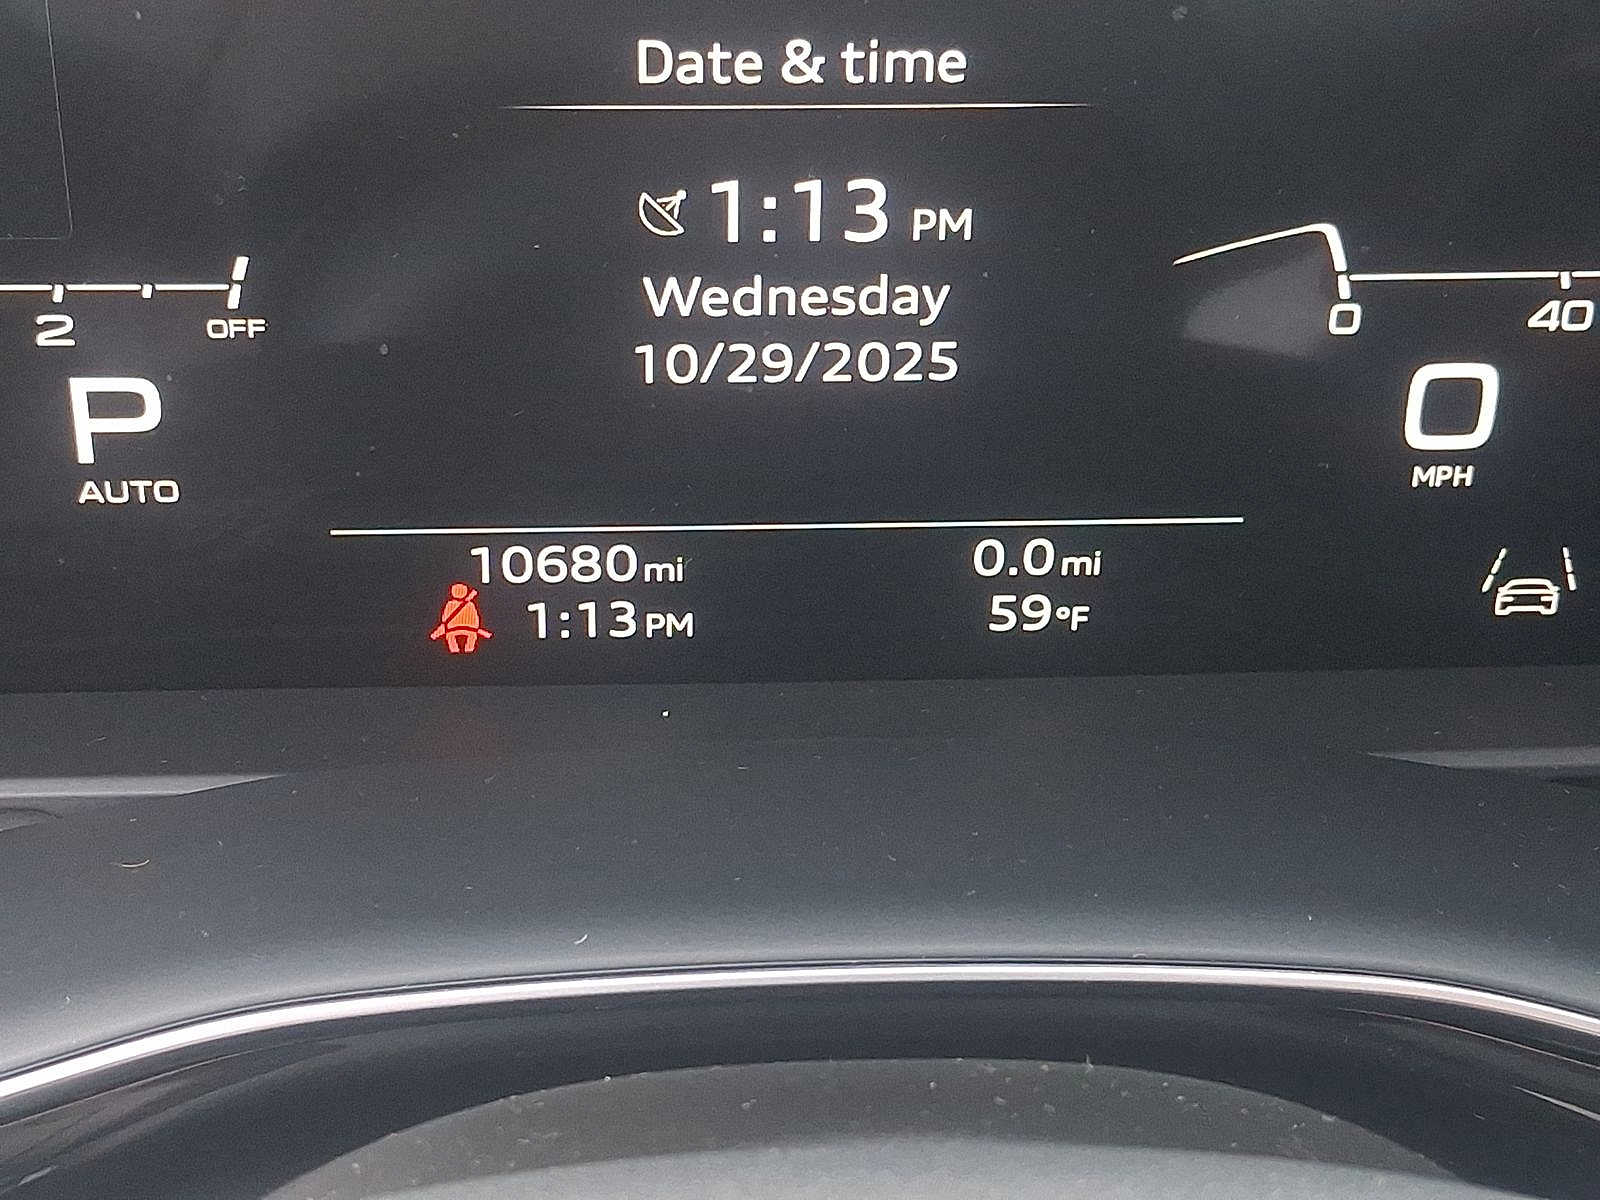 Date & time
1:13 PM
Wednesday
10/29/2025
2 OFF
0 40
P
AUTO
0
MPH
10680 mi 0.0 mi
1:13 PM 59°F